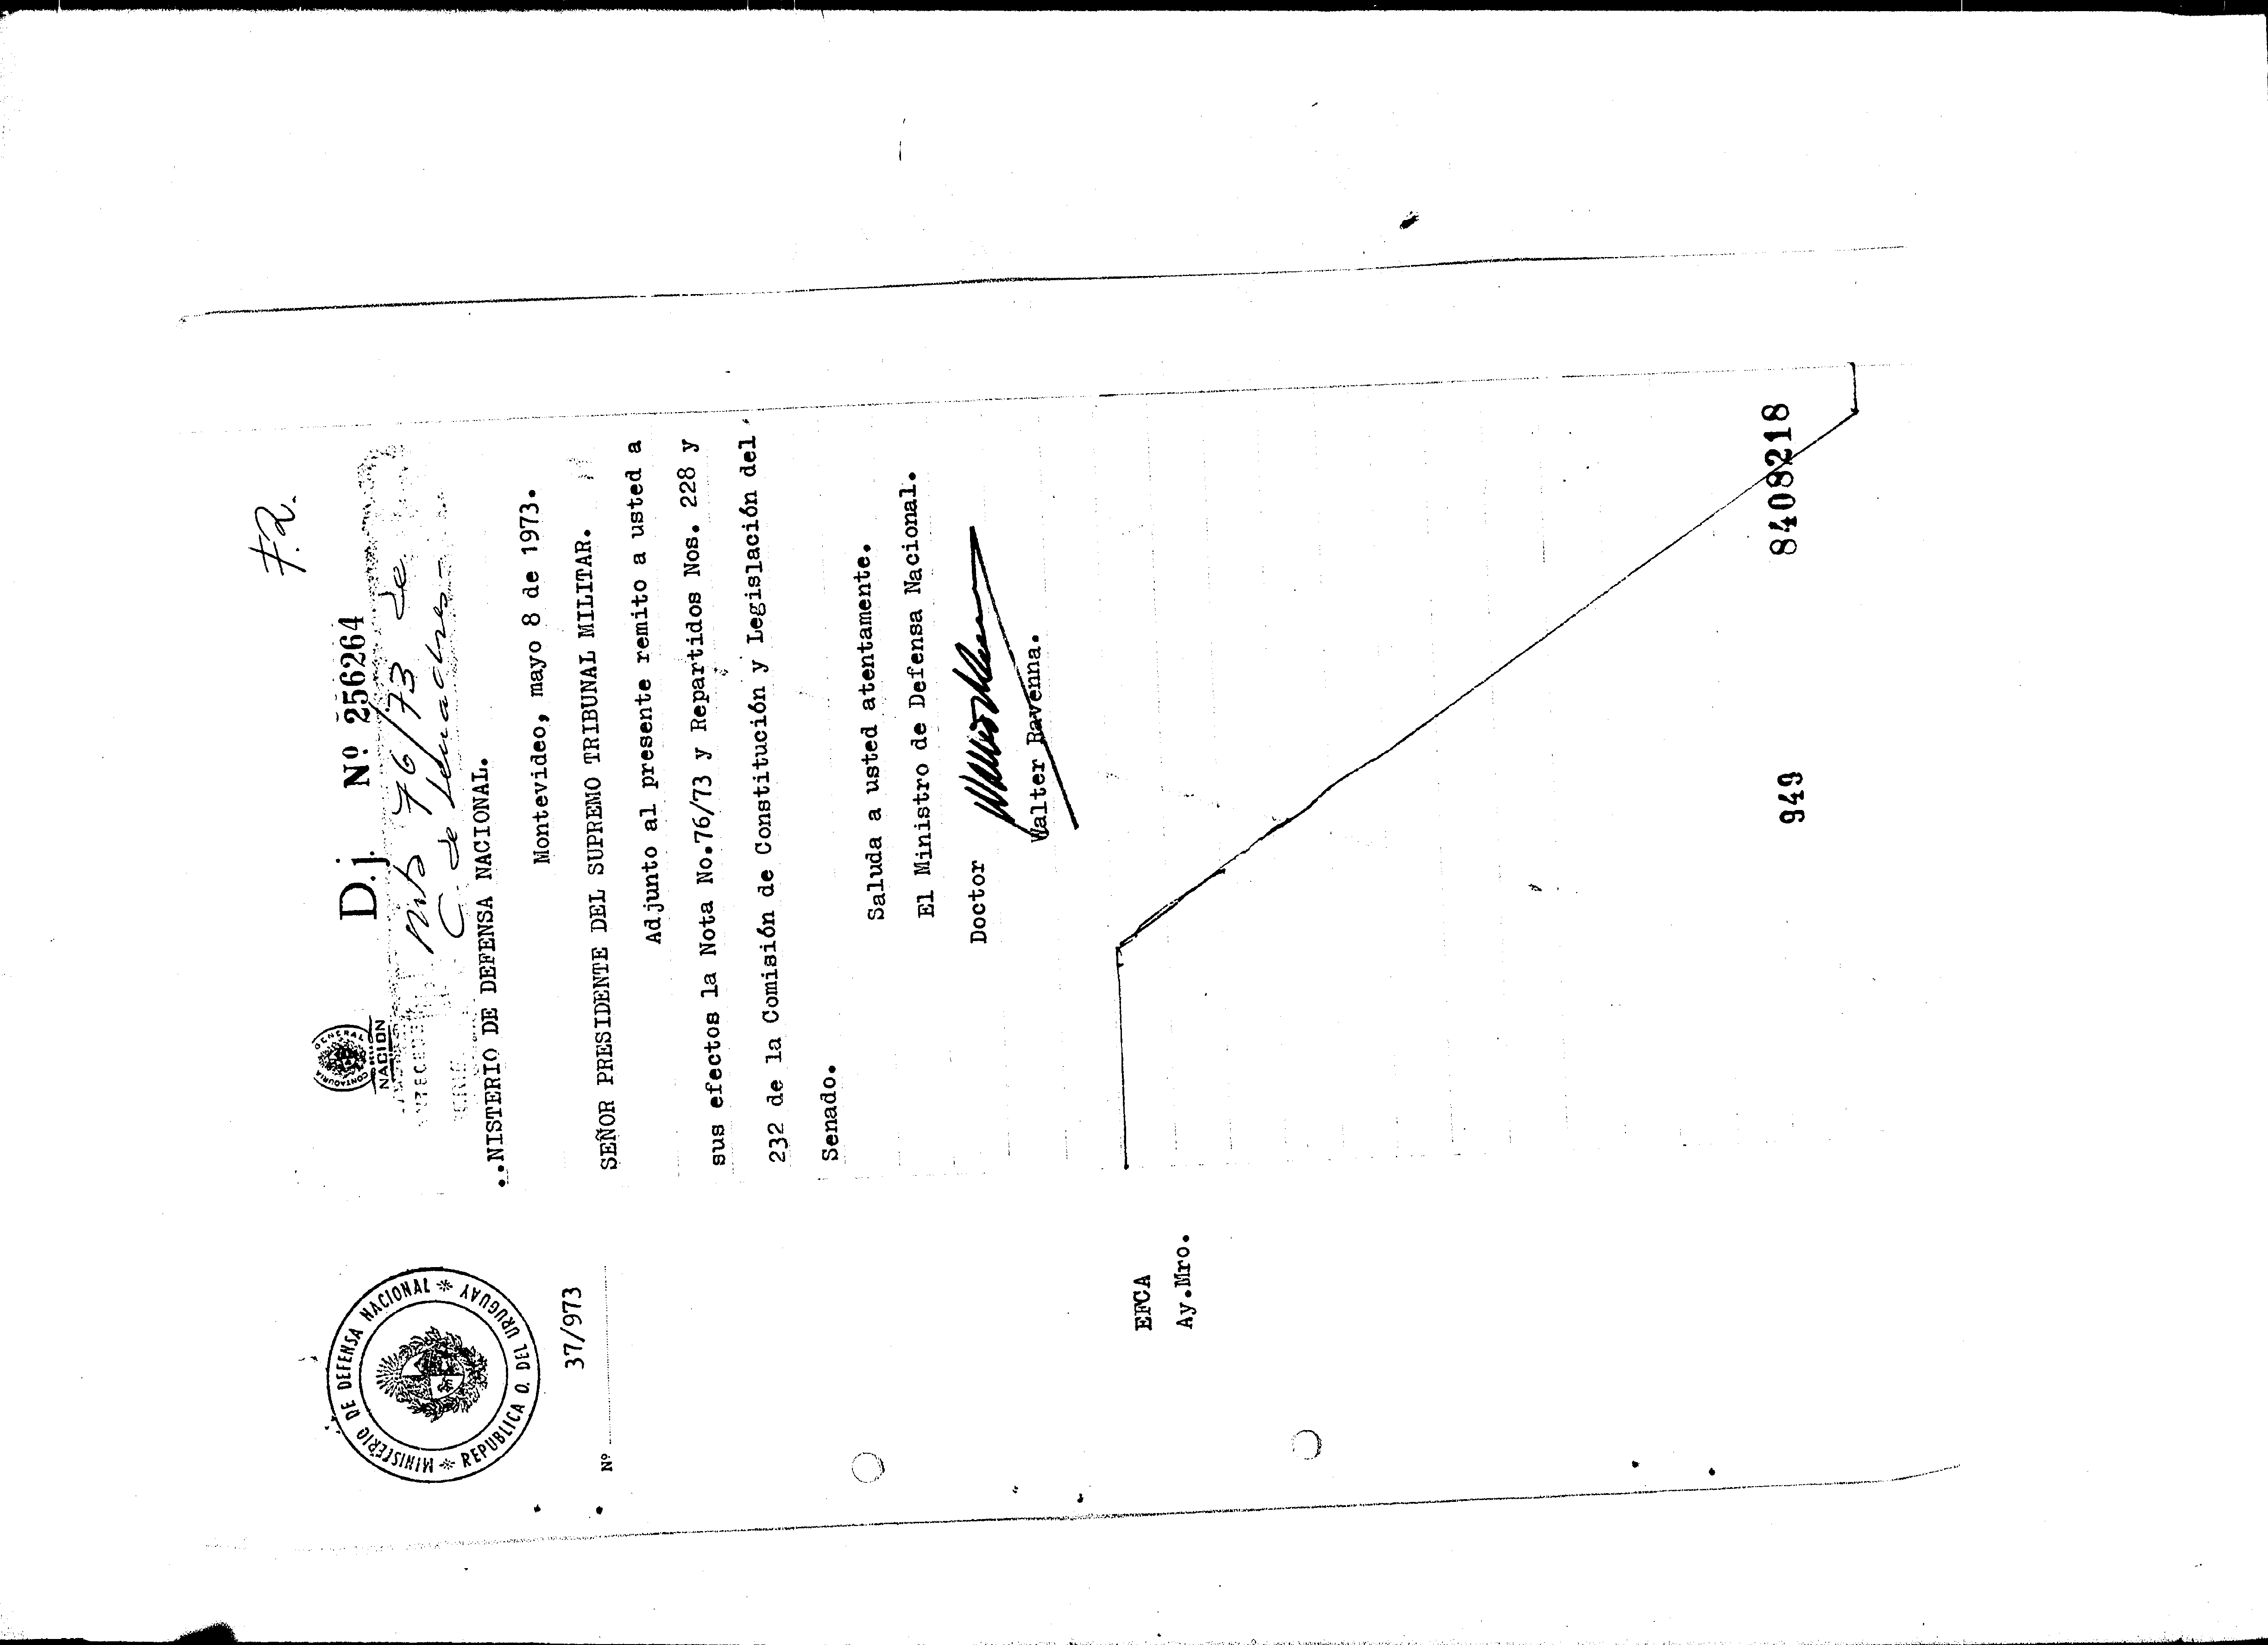 F.R.
D.j. Nº 256264
CONTADURIA GENERAL
DE LA
NACION
76/73 de
C. de Senadores
..NISTERIO DE DEFENSA NACIONAL.
MINISTERIO DE DEFENSA NACIONAL * REPUBLICA O. DEL URUGUAY *
Montevideo, mayo 8 de 1973.
37/973
Nº
SEÑOR PRESIDENTE DEL SUPREMO TRIBUNAL MILITAR.
Adjunto al presente remito a usted a
sus efectos la Nota No.76/73 y Repartidos Nos. 228 y
232 de la Comisión de Constitución y Legislación del
Senado.
Saluda a usted atentamente.
El Ministro de Defensa Nacional.
Doctor
Walter Ravenna.
EFCA
Ay.Mro.
949
8408218